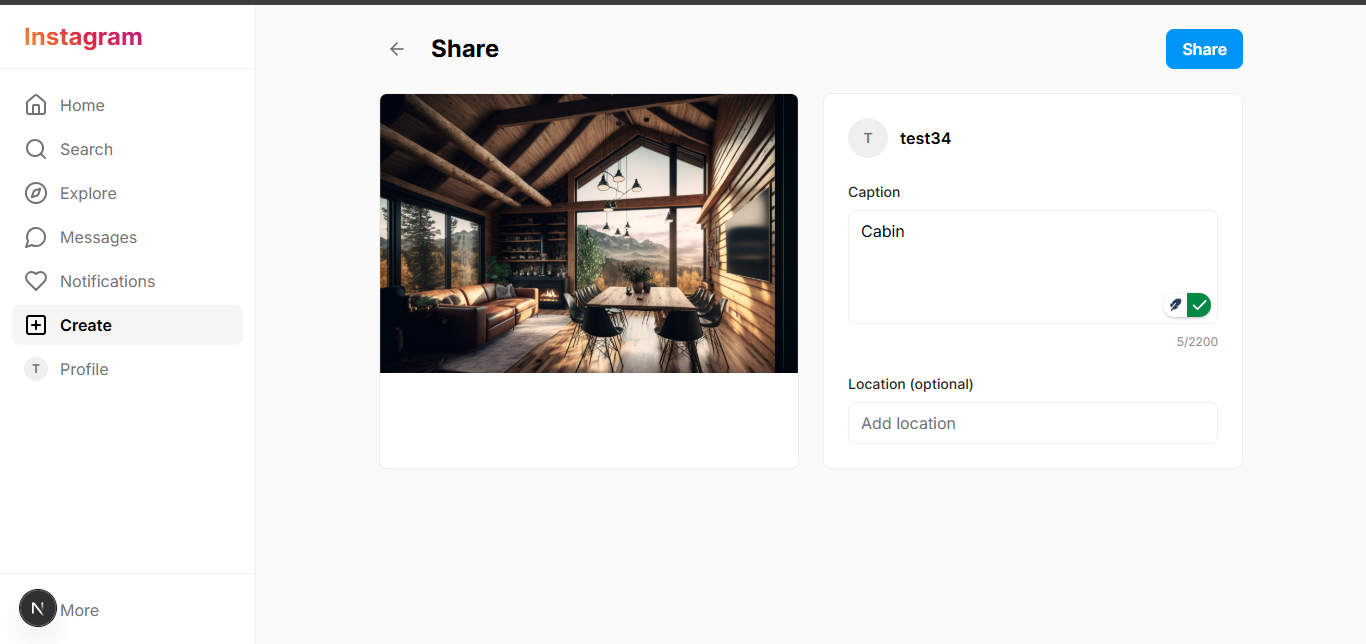 Instagram
Home
Search
Explore
Messages
Notifications
Create
T Profile
N More
Share
Share
T test34
Caption
Cabin
5/2200
Location (optional)
Add location